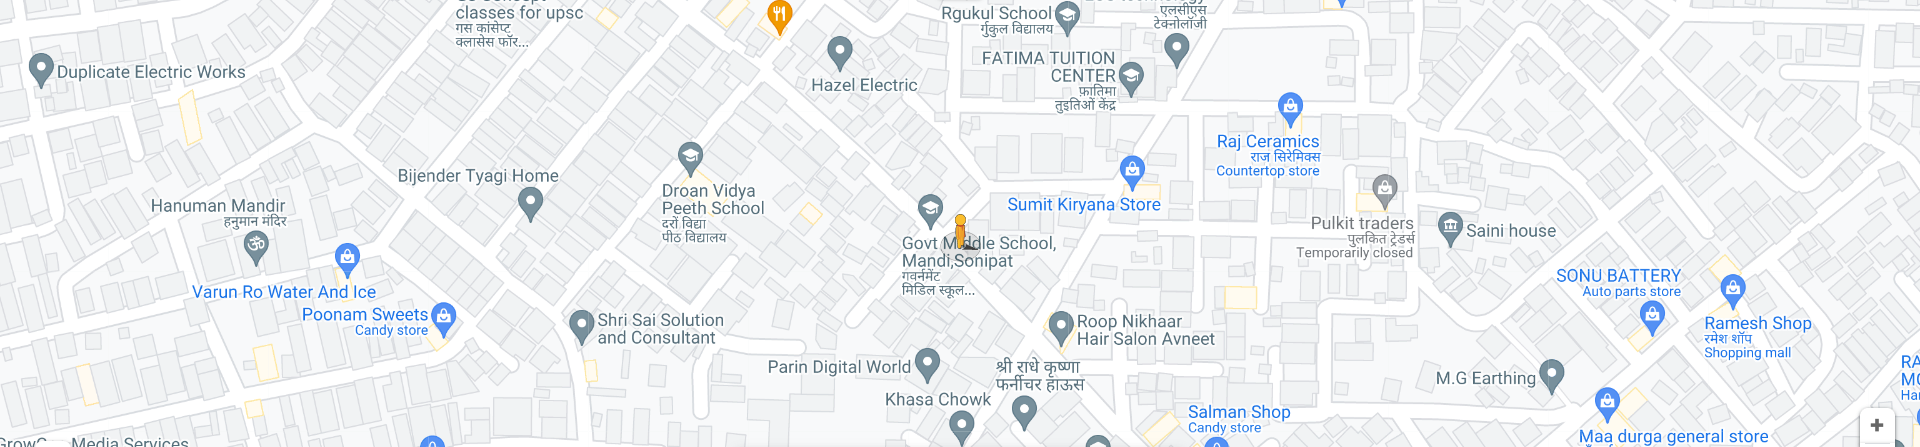 classes for upsc
गस कांसेप्ट
क्लासेस फॉर...
Rgukul School
र्गुकुल विद्यालय
एलसीएस
टेक्नोलॉजी
Duplicate Electric Works
Hazel Electric
FATIMA TUITION
CENTER
फ़ातिमा
तुइतिओं केंद्र
Raj Ceramics
राज सिरेमिक्स
Countertop store
Bijender Tyagi Home
Droan Vidya
Peeth School
दरों विद्या
पीठ विद्यालय
Hanuman Mandir
हनुमान मंदिर
Sumit Kiryana Store
Pulkit traders
पुलकित ट्रेडर्स
Temporarily closed
Saini house
Govt Middle School,
Mandi,Sonipat
गवर्नमेंट
मिडिल स्कूल...
Varun Ro Water And Ice
Poonam Sweets
Candy store
SONU BATTERY
Auto parts store
Shri Sai Solution
and Consultant
Roop Nikhaar
Hair Salon Avneet
Ramesh Shop
रमेश शॉप
Shopping mall
Parin Digital World
श्री राधे कृष्णा
फर्नीचर हाऊस
M.G Earthing
Khasa Chowk
Salman Shop
Candy store
Maa durga general store
Media Services